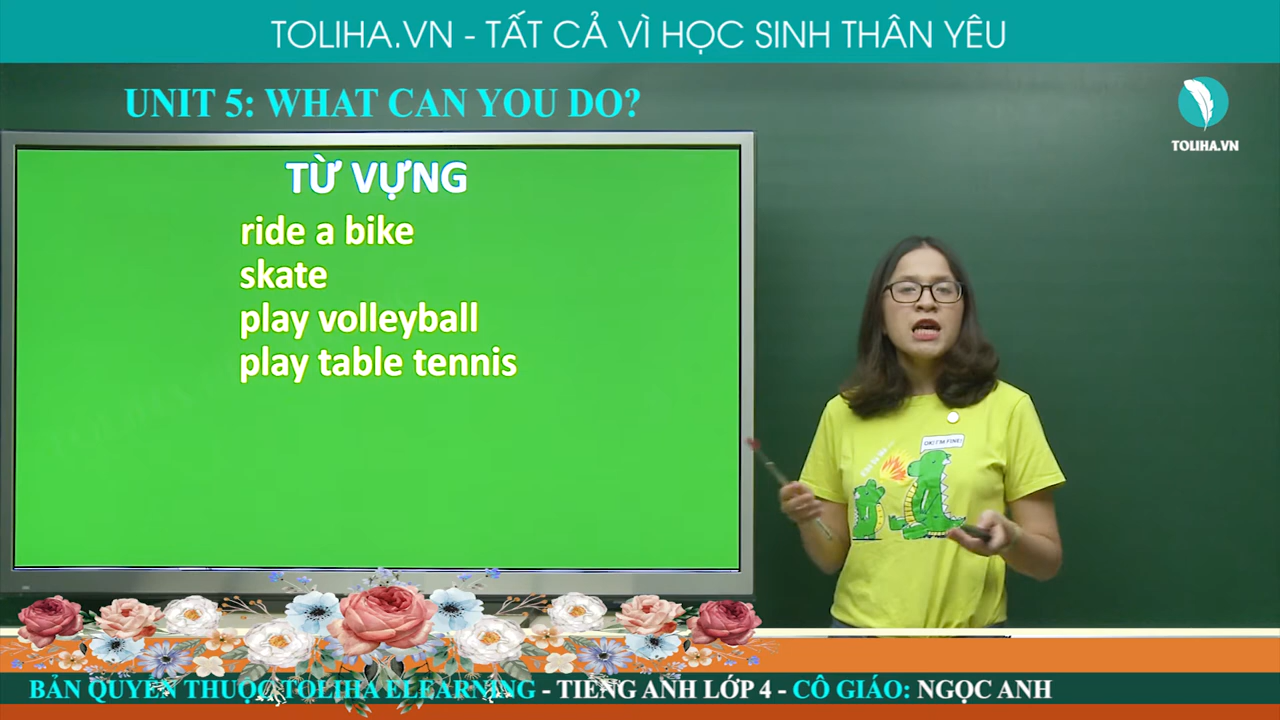 TOLIHA.VN - TẤT CẢ VÌ HỌC SINH THÂN YÊU
UNIT 5: WHAT CAN YOU DO?
TOLIHA.VN
TỪ VỰNG
ride a bike
skate
play volleyball
play table tennis
OK! I'M FINE!
BẢN QUYỀN THUỘC TOLIHA ELEARNING - TIẾNG ANH LỚP 4 - CÔ GIÁO: NGỌC ANH